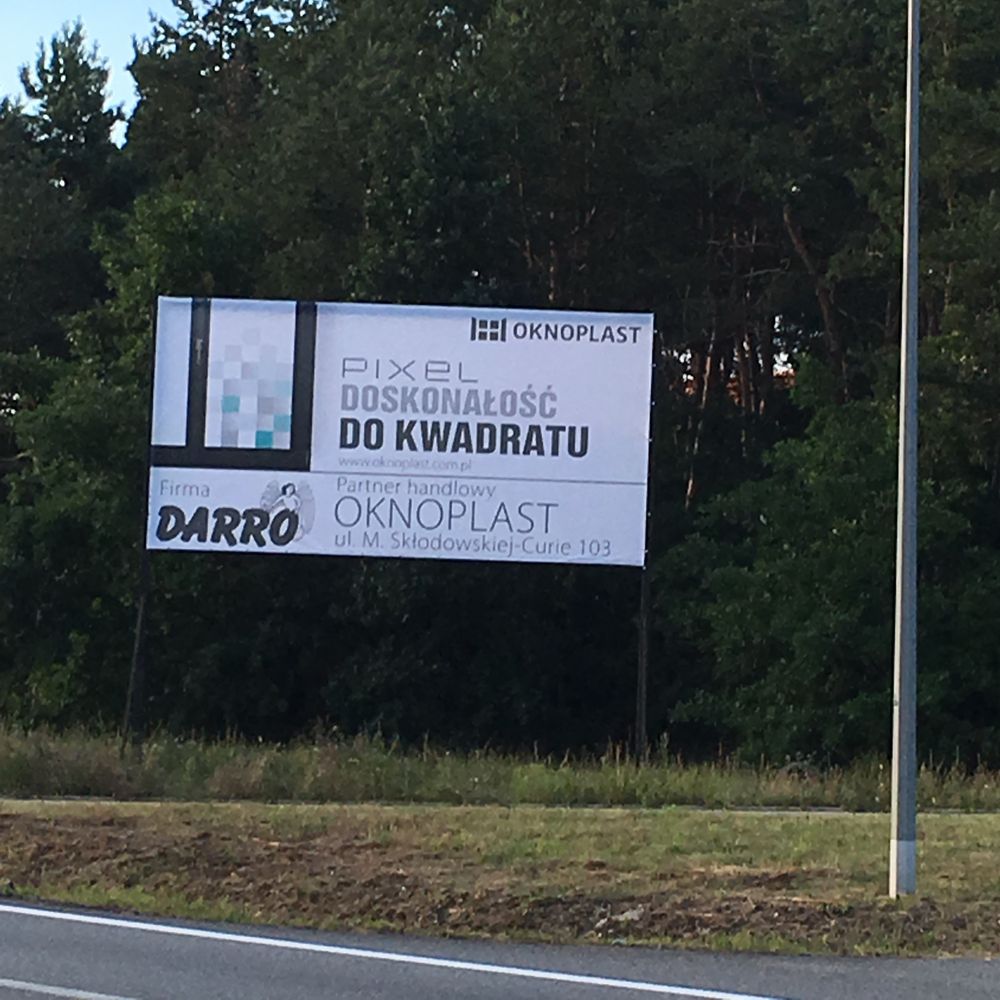 OKNOPLAST
PIXEL
DOSKONAŁOŚĆ
DO KWADRATU
www.oknoplast.com.pl
Firma
DARRO
Partner handlowy
OKNOPLAST
ul. M. Skłodowskiej-Curie 103